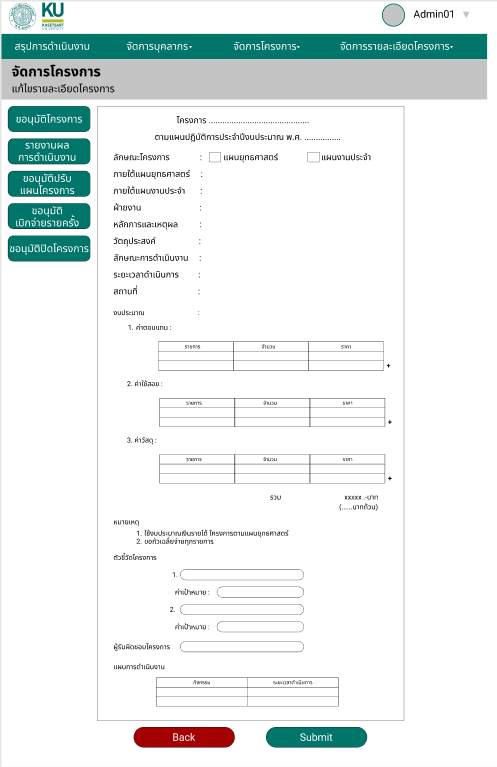 KU
KASETSART
UNIVERSITY
Admin01
สรุปการดำเนินงาน
จัดการบุคลากร
จัดการโครงการ
จัดการรายละเอียดโครงการ
จัดการโครงการ
แก้ไขรายละเอียดโครงการ
ขอนุมัติโครงการ
รายงานผล
การดำเนินงาน
ขอนุมัติปรับ
แผนโครงการ
ขอนุมัติ
เบิกจ่ายรายครั้ง
ขอนุมัติปิดโครงการ
โครงการ ............................................
ตามแผนปฏิบัติการประจำปีงบประมาณ พ.ศ. ................
ลักษณะโครงการ : แผนยุทธศาสตร์ แผนงานประจำ
ภายใต้แผนยุทธศาสตร์ :
ภายใต้แผนงานประจำ :
ฝ่ายงาน :
หลักการและเหตุผล :
วัตถุประสงค์ :
ลักษณะการดำเนินงาน :
ระยะเวลาดำเนินการ :
สถานที่ :
งบประมาณ :
1. ค่าตอบแทน :
รายการ จำนวน ราคา
+
2. ค่าใช้สอย :
รายการ จำนวน ราคา
+
3. ค่าวัสดุ :
รายการ จำนวน ราคา
+
รวม xxxxx .-บาท
(......บาทถ้วน)
หมายเหตุ
1. ใช้งบประมาณเงินรายได้ โครงการตามแผนยุทธศาสตร์
2. ขอถัวเฉลี่ยจ่ายทุกรายการ
ตัวชี้วัดโครงการ
1.
ค่าเป้าหมาย :
2.
ค่าเป้าหมาย :
ผู้รับผิดชอบโครงการ
แผนการดำเนินงาน
กิจกรรม ระยะเวลาดำเนินการ
Back
Submit